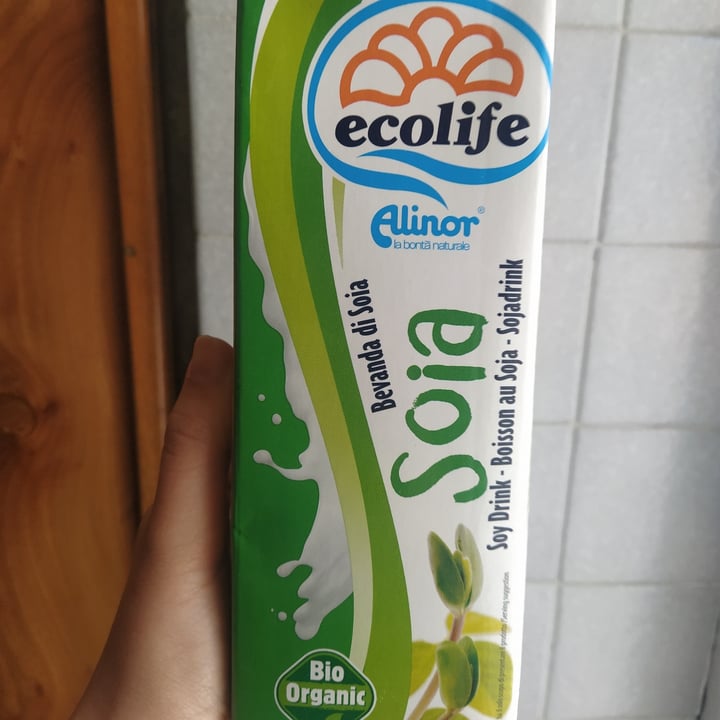 ecolife
Alinor®
la bontà naturale
Bevanda di Soia
Soia
Soy Drink - Boisson au Soja - Sojadrink
Bio
Organic